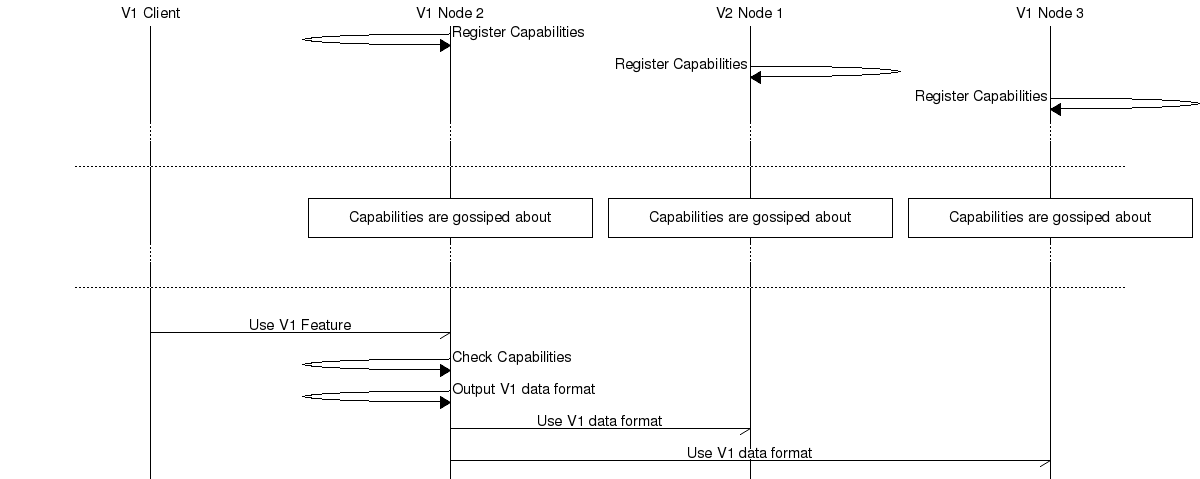 V1 Client V1 Node 2 V2 Node 1 V1 Node 3
Register Capabilities
Register Capabilities
Register Capabilities
Capabilities are gossiped about Capabilities are gossiped about Capabilities are gossiped about
Use V1 Feature
Check Capabilities
Output V1 data format
Use V1 data format
Use V1 data format